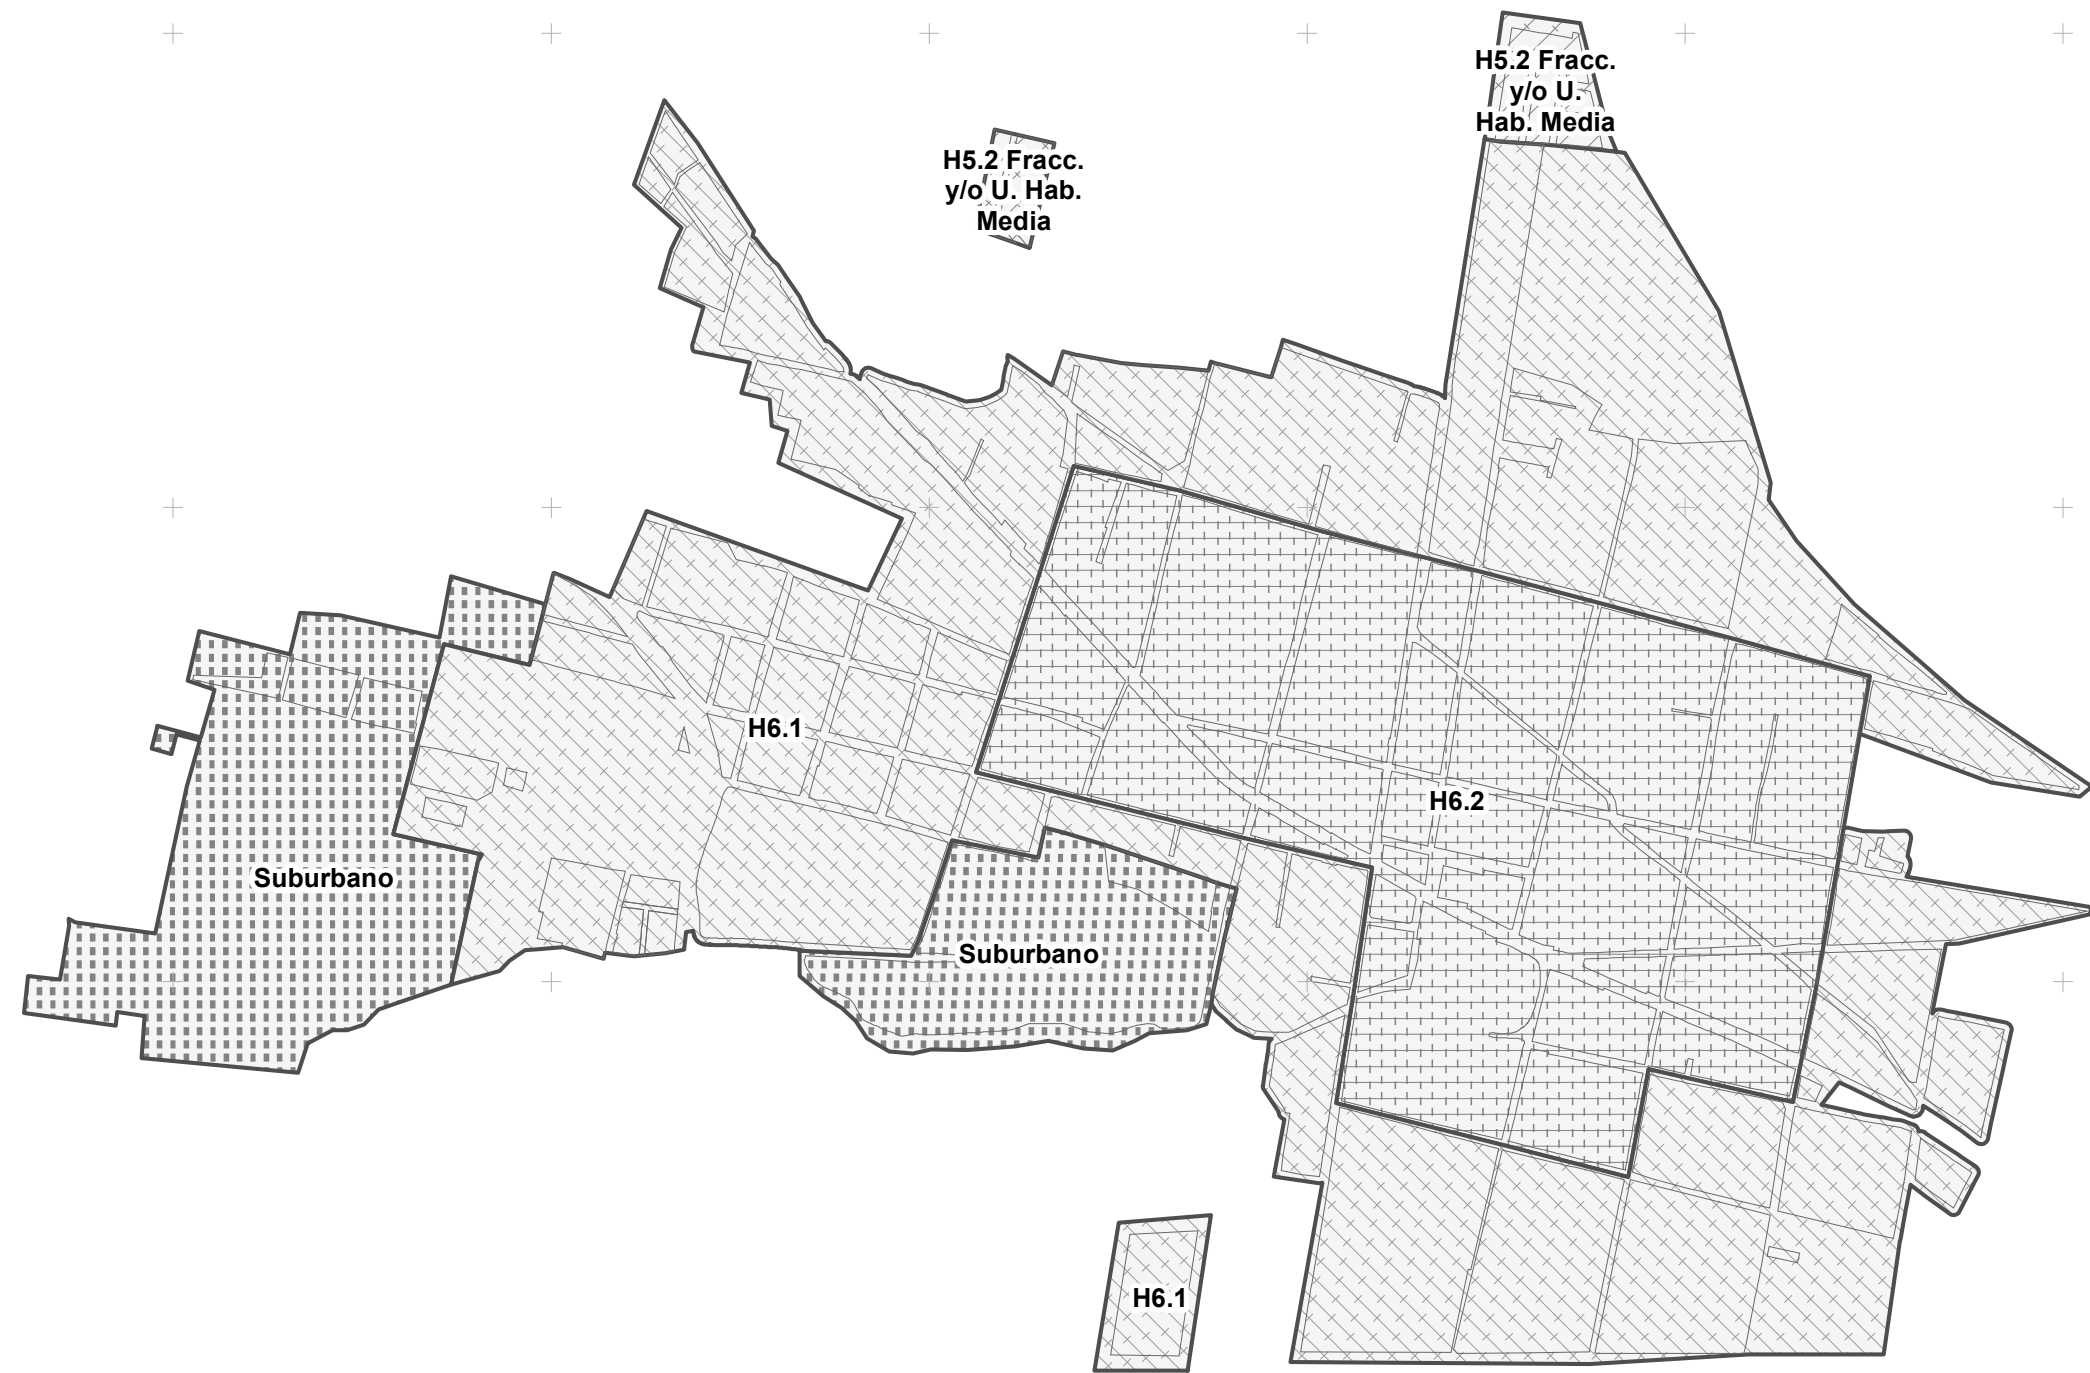 H5.2 Fracc.
y/o U.
Hab. Media
H5.2 Fracc.
y/o U. Hab.
Media
H6.1
H6.2
Suburbano
Suburbano
H6.1